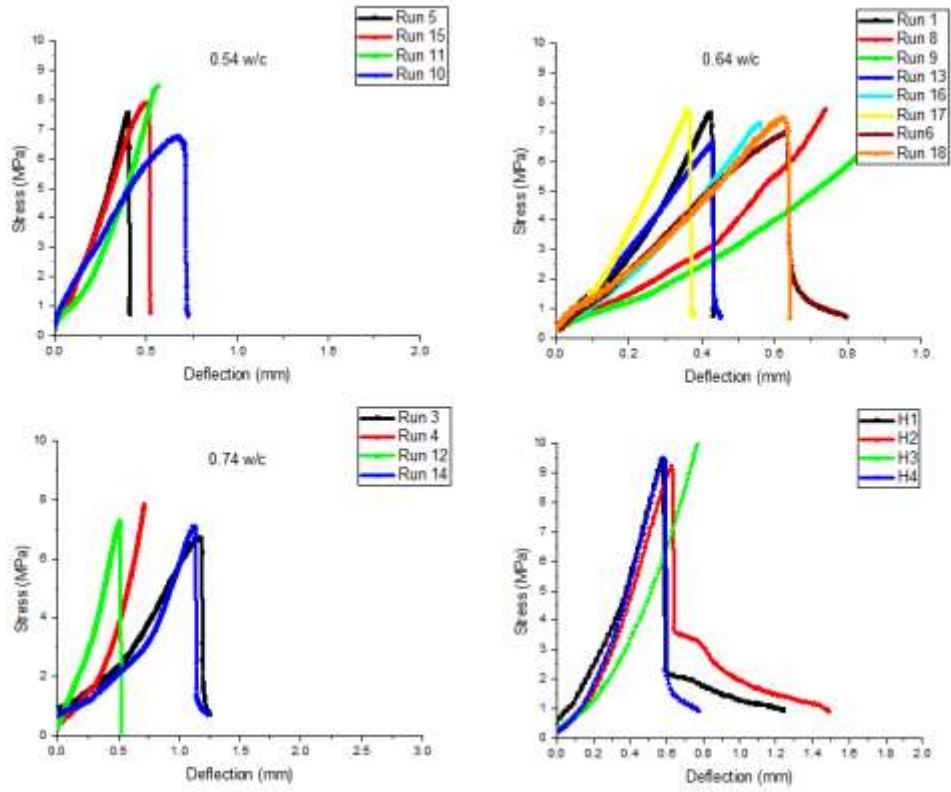 Run 5
Run 15
Run 11
Run 10
0.54 w/c
10
9
8
7
6
5
4
3
2
1
0
Stress (MPa)
0.0 0.5 1.0 1.5 2.0
Deflection (mm)
Run 1
Run 8
Run 9
Run 13
Run 16
Run 17
Run6
Run 18
0.64 w/c
10
9
8
7
6
5
4
3
2
1
0
Stress (MPa)
0.0 0.2 0.4 0.6 0.8 1.0
Deflection (mm)
Run 3
Run 4
Run 12
Run 14
0.74 w/c
10
8
6
4
2
0
Stress (MPa)
0.0 0.5 1.0 1.5 2.0 2.5 3.0
Deflection (mm)
H1
H2
H3
H4
10
9
8
7
6
5
4
3
2
1
0
Stress (MPa)
0.0 0.2 0.4 0.6 0.8 1.0 1.2 1.4 1.6 1.8 2.0
Deflection (mm)